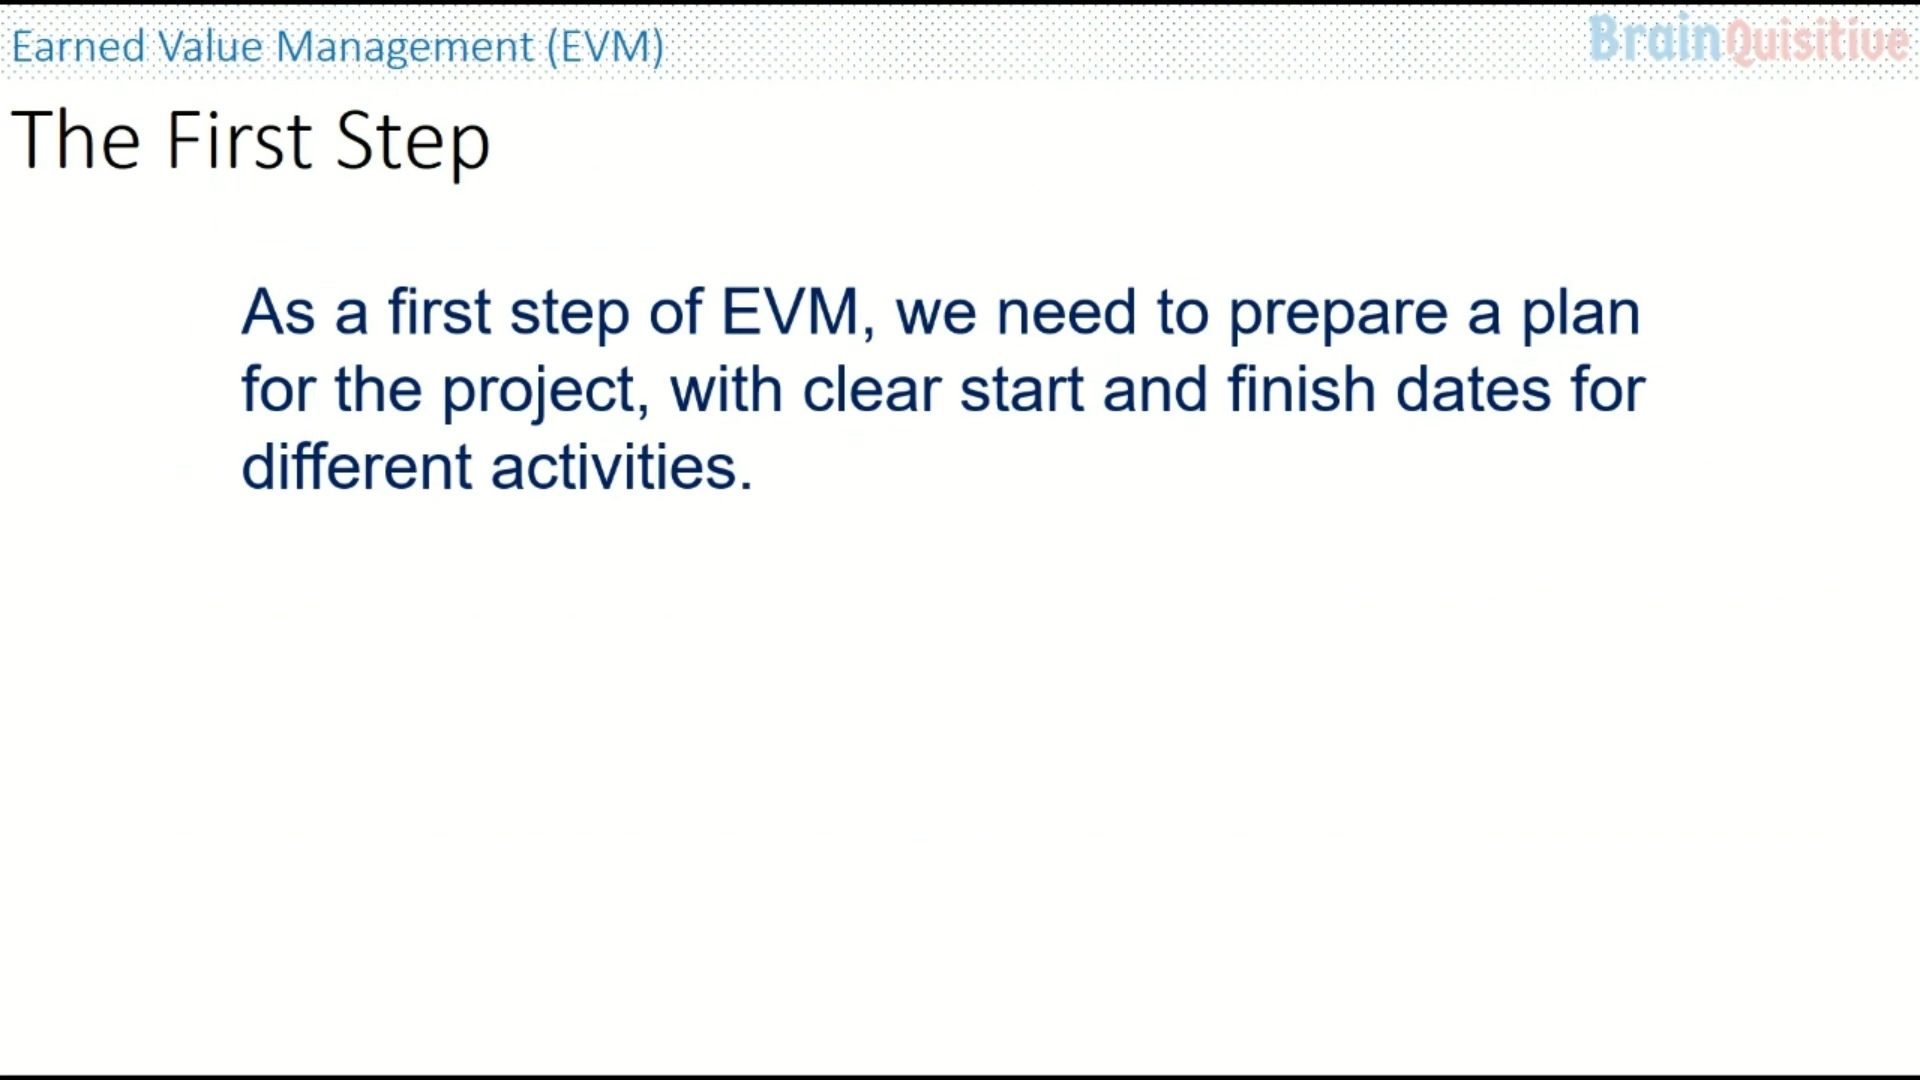 Earned Value Management (EVM)
BrainQuisitive
The First Step
As a first step of EVM, we need to prepare a plan
for the project, with clear start and finish dates for
different activities.